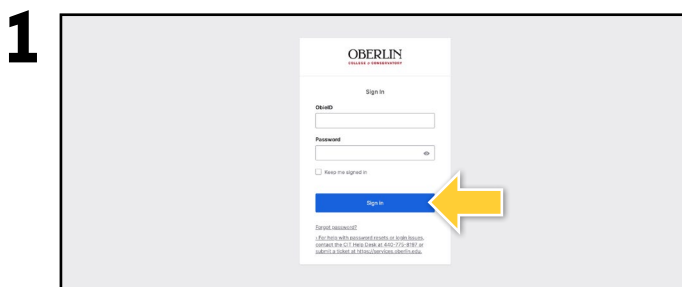 1
OBERLIN
COLLEGE & CONSERVATORY
Sign In
ObieID
Password
Keep me signed in
Sign in
Forgot password?
- For help with password resets or login issues,
contact the CIT Help Desk at 440-775-8197 or
submit a ticket at https://services.oberlin.edu.